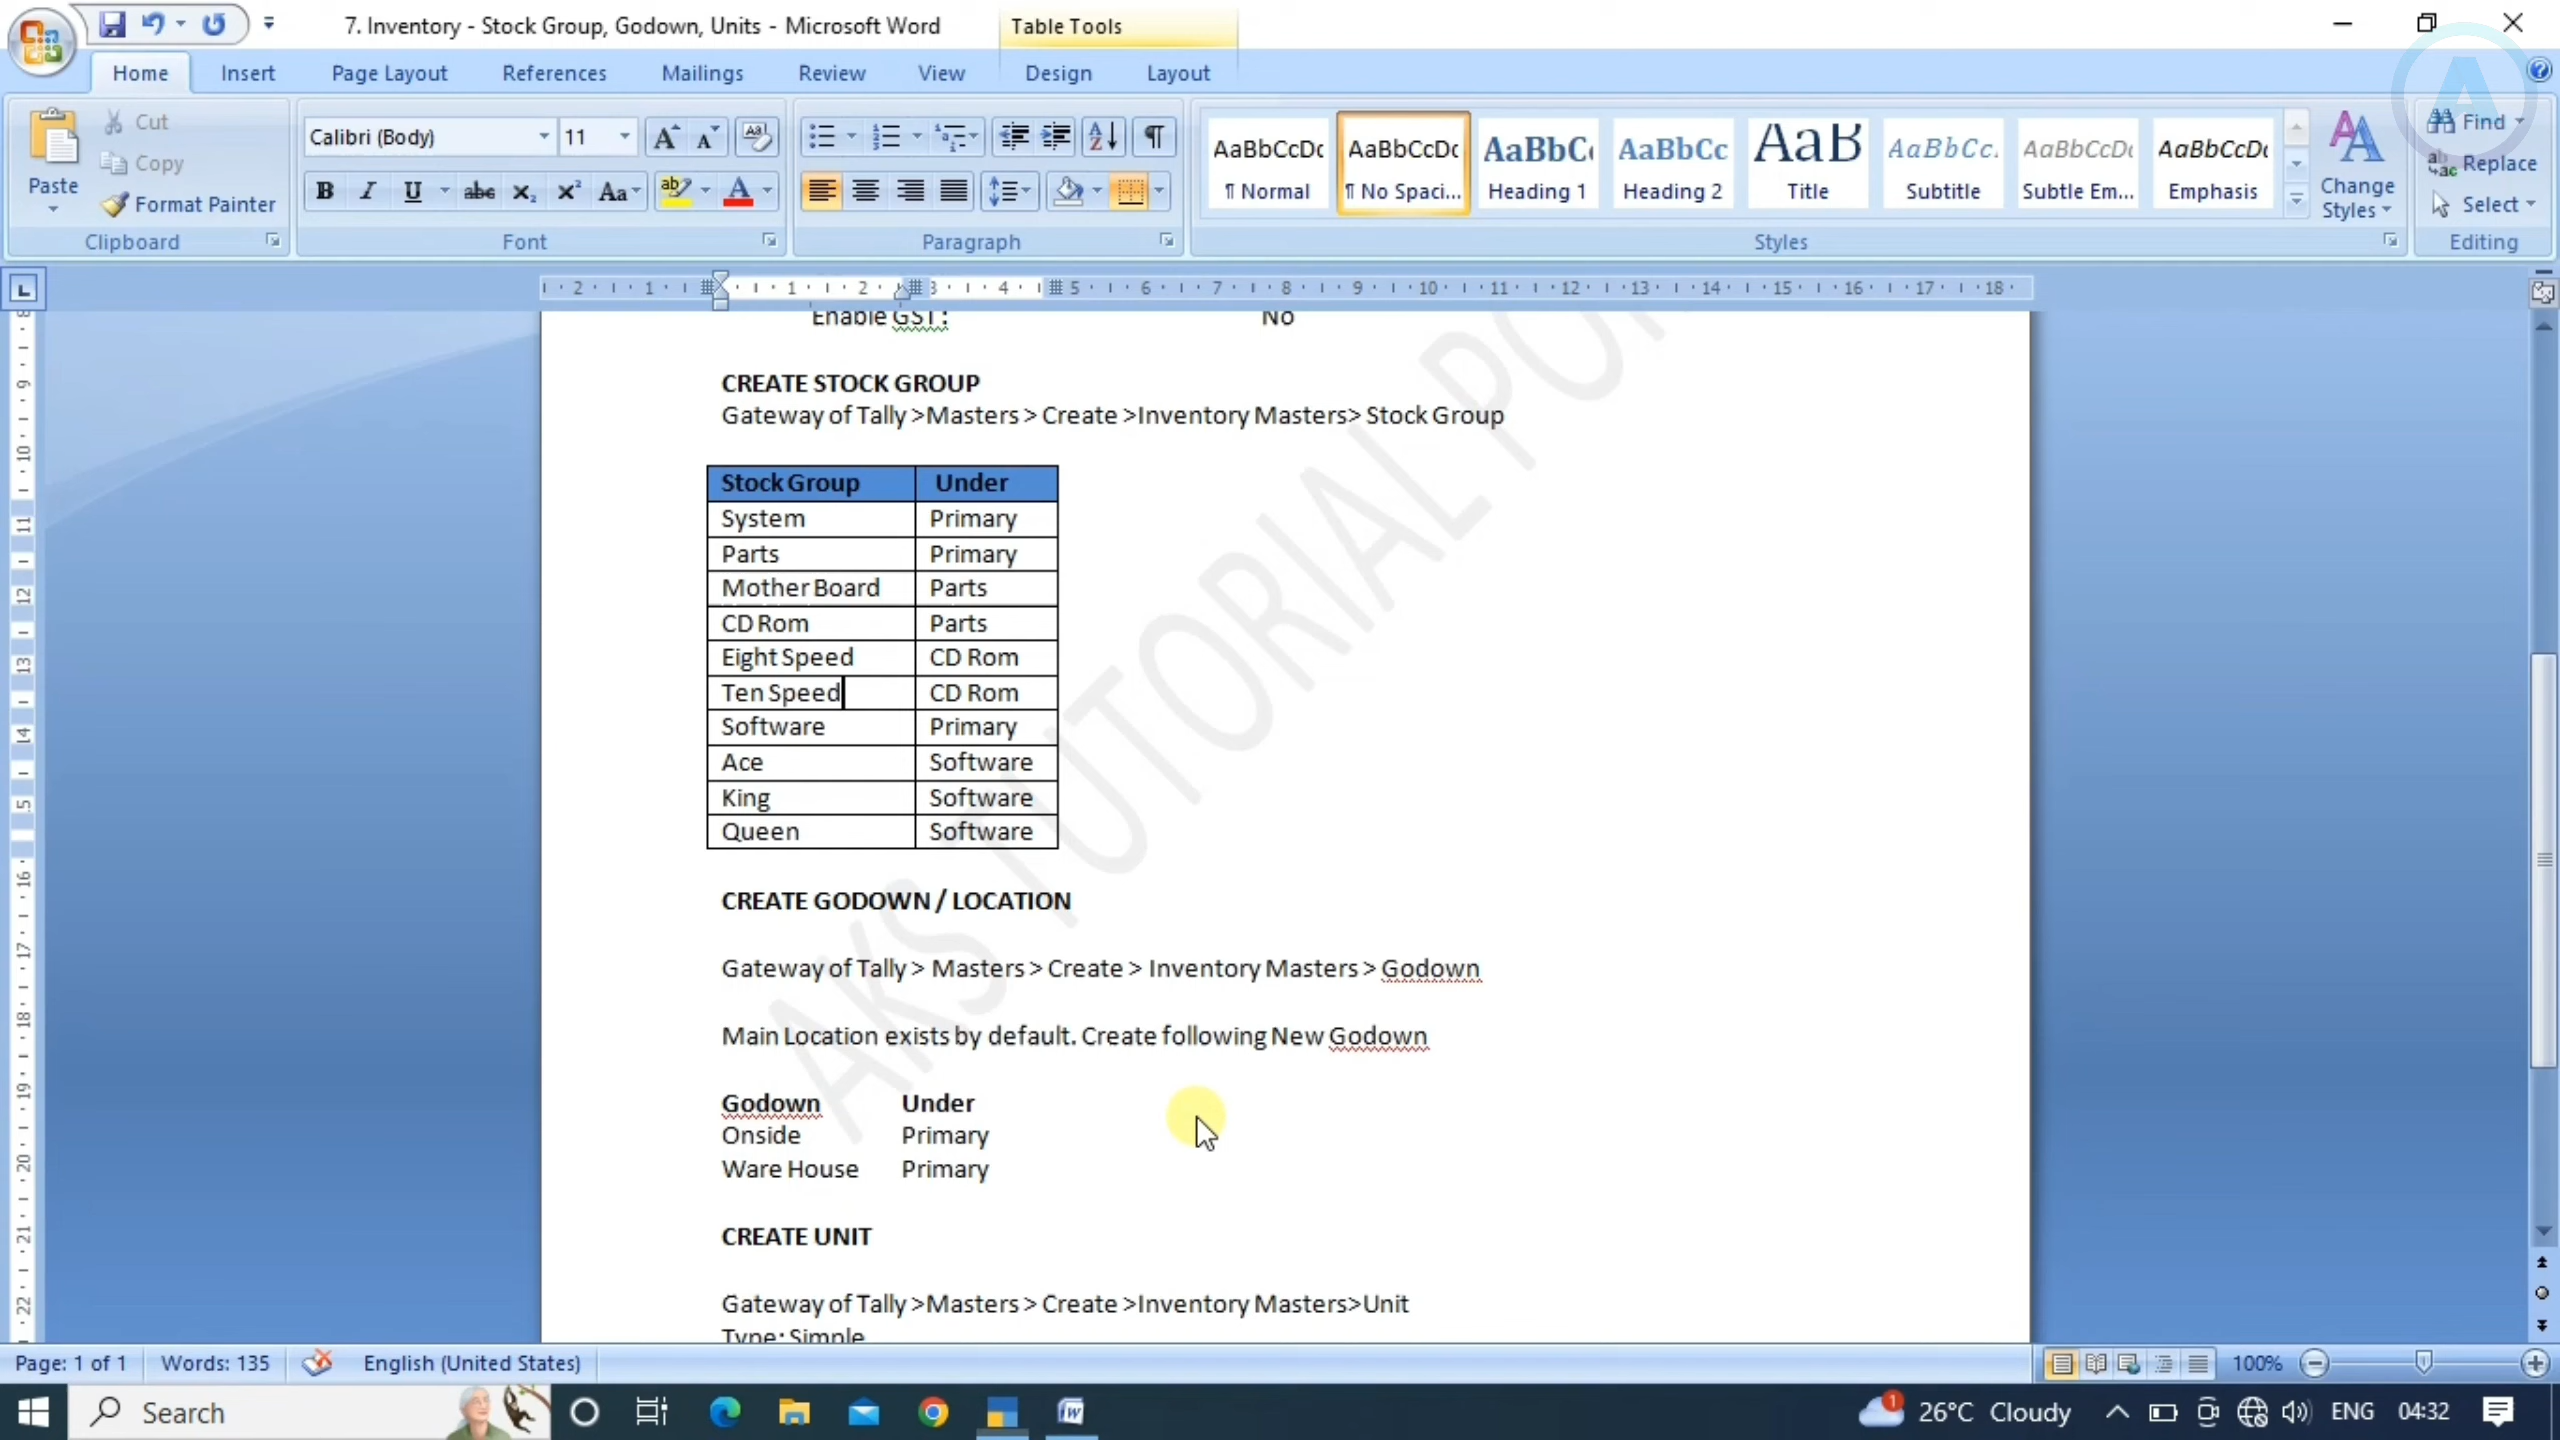 7. Inventory - Stock Group, Godown, Units - Microsoft Word
Table Tools
Home Insert Page Layout References Mailings Review View Design Layout
Paste
Cut
Copy
Format Painter
Clipboard
Calibri (Body) 11
Font
Paragraph
AaBbCcDc AaBbCcDc AaBbC AaBbCc AaB AaBbCc. AaBbCcDc AaBbCcDc
¶ Normal ¶ No Spaci... Heading 1 Heading 2 Title Subtitle Subtle Em... Emphasis
Change Styles
Styles
Find
Replace
Select
Editing
Enable GST: No
CREATE STOCK GROUP
Gateway of Tally >Masters > Create >Inventory Masters> Stock Group
Stock Group Under
System Primary
Parts Primary
Mother Board Parts
CD Rom Parts
Eight Speed CD Rom
Ten Speed CD Rom
Software Primary
Ace Software
King Software
Queen Software
CREATE GODOWN / LOCATION
Gateway of Tally > Masters > Create > Inventory Masters > Godown
Main Location exists by default. Create following New Godown
Godown Under
Onside Primary
Ware House Primary
CREATE UNIT
Gateway of Tally >Masters > Create >Inventory Masters>Unit
Type: Simple
AKS TUTORIAL
Page: 1 of 1 Words: 135 English (United States) 100%
Search
26°C Cloudy ENG 04:32